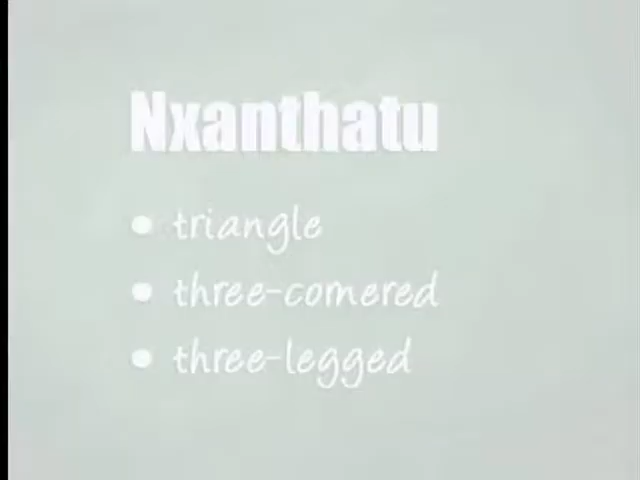 Nxanthatu
• triangle
• three-cornered
• three-legged